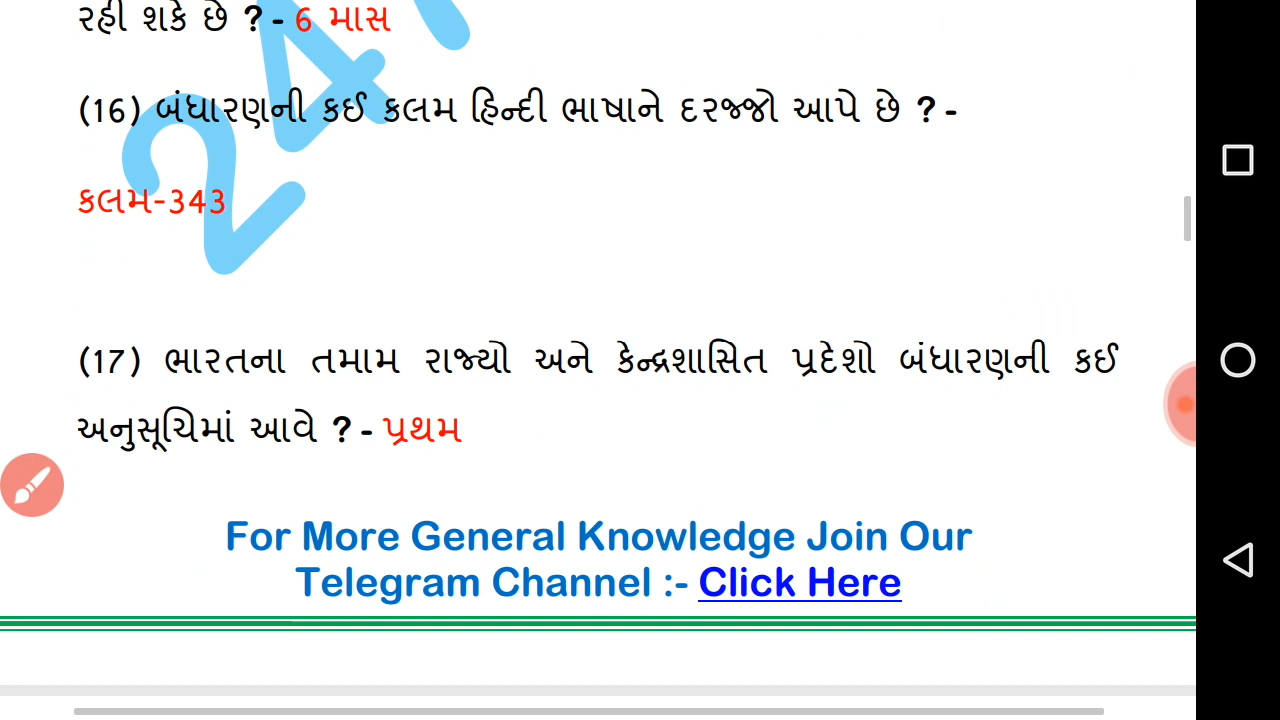 રહી શકે છે ? - 6 માસ
(16) બંધારણની કઈ કલમ હિન્દી ભાષાને દરજ્જો આપે છે ? -
કલમ-343
(17) ભારતના તમામ રાજ્યો અને કેન્દ્રશાસિત પ્રદેશો બંધારણની કઈ
અનુસૂચિમાં આવે ? - પ્રથમ
For More General Knowledge Join Our
Telegram Channel :- Click Here